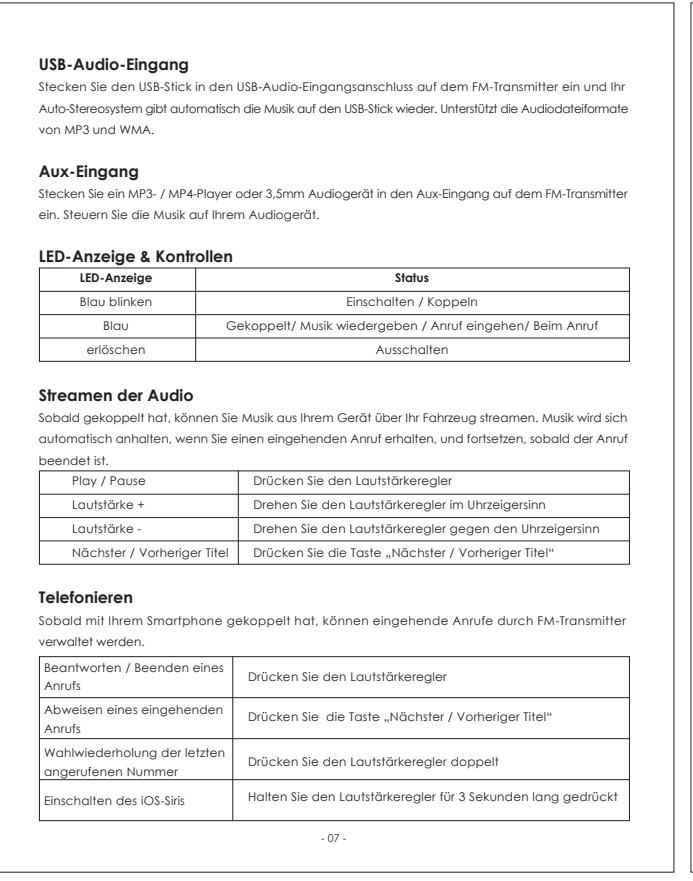 USB-Audio-Eingang
Stecken Sie den USB-Stick in den USB-Audio-Eingangsanschluss auf dem FM-Transmitter ein und Ihr
Auto-Stereosystem gibt automatisch die Musik auf den USB-Stick wieder. Unterstützt die Audiodateiformate
von MP3 und WMA.
Aux-Eingang
Stecken Sie ein MP3- / MP4-Player oder 3,5mm Audiogerät in den Aux-Eingang auf dem FM-Transmitter
ein. Steuern Sie die Musik auf Ihrem Audiogerät.
LED-Anzeige & Kontrollen
LED-Anzeige Status
Blau blinken Einschalten / Koppeln
Blau Gekoppelt/ Musik wiedergeben / Anruf eingehen/ Beim Anruf
erlöschen Ausschalten
Streamen der Audio
Sobald gekoppelt hat, können Sie Musik aus Ihrem Gerät über Ihr Fahrzeug streamen. Musik wird sich
automatisch anhalten, wenn Sie einen eingehenden Anruf erhalten, und fortsetzen, sobald der Anruf
beendet ist.
Play / Pause Drücken Sie den Lautstärkeregler
Lautstärke + Drehen Sie den Lautstärkeregler im Uhrzeigersinn
Lautstärke - Drehen Sie den Lautstärkeregler gegen den Uhrzeigersinn
Nächster / Vorheriger Titel Drücken Sie die Taste „Nächster / Vorheriger Titel“
Telefonieren
Sobald mit Ihrem Smartphone gekoppelt hat, können eingehende Anrufe durch FM-Transmitter
verwaltet werden.
Beantworten / Beenden eines
Anrufs
Drücken Sie den Lautstärkeregler
Abweisen eines eingehenden
Anrufs
Drücken Sie die Taste „Nächster / Vorheriger Titel“
Wahlwiederholung der letzten
angerufenen Nummer
Drücken Sie den Lautstärkeregler doppelt
Einschalten des iOS-Siris Halten Sie den Lautstärkeregler für 3 Sekunden lang gedrückt
- 07 -